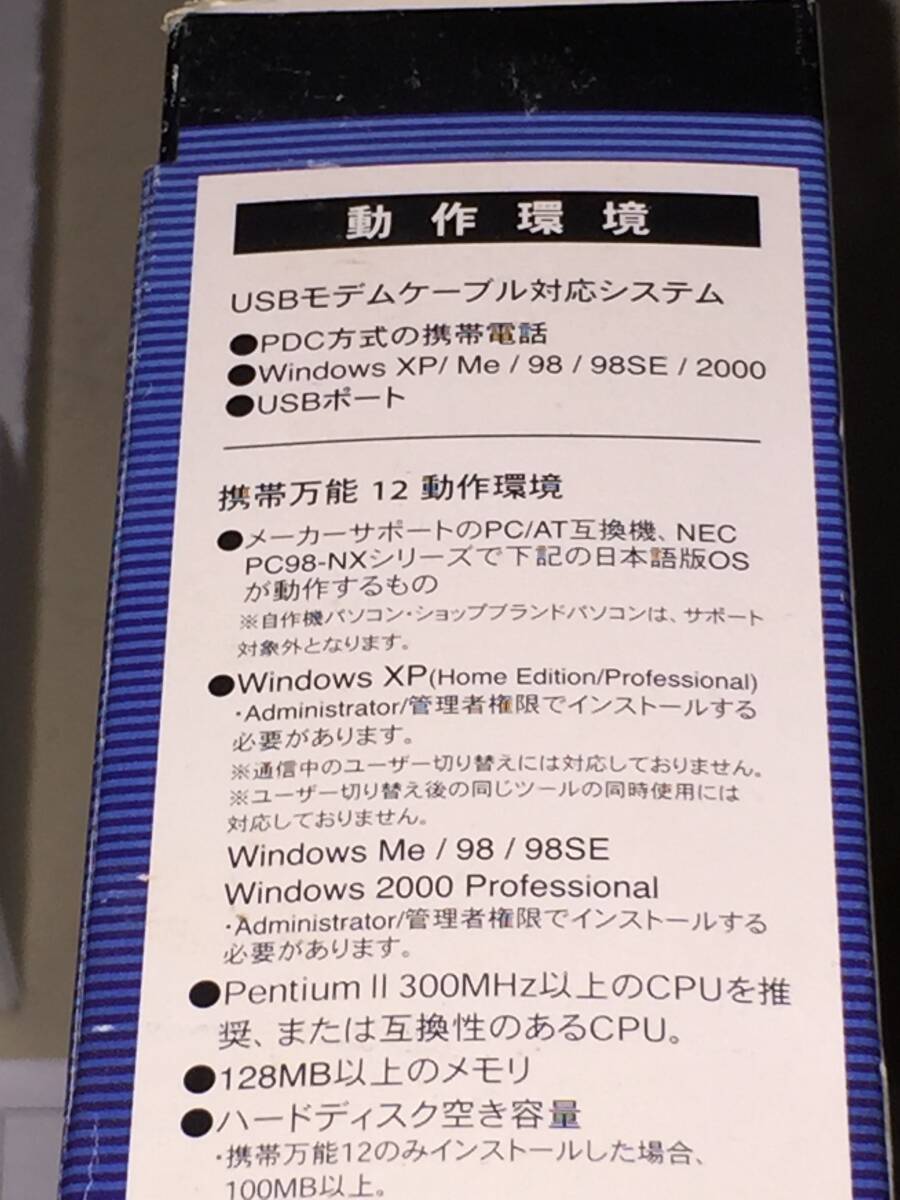 動作環境
USBモデムケーブル対応システム
●PDC方式の携帯電話
●Windows XP/ Me / 98 / 98SE / 2000
●USBポート
携帯万能 12 動作環境
●メーカーサポートのPC/AT互換機、NEC
PC98-NXシリーズで下記の日本語版OS
が動作するもの
※自作機パソコン・ショップブランドパソコンは、サポート
対象外となります。
●Windows XP(Home Edition/Professional)
・Administrator/管理者権限でインストールする
必要があります。
※通信中のユーザー切り替えには対応しておりません。
※ユーザー切り替え後の同じツールの同時使用には
対応しておりません。
Windows Me / 98 / 98SE
Windows 2000 Professional
・Administrator/管理者権限でインストールする
必要があります。
●Pentium II 300MHz以上のCPUを推
奨、または互換性のあるCPU。
●128MB以上のメモリ
●ハードディスク空き容量
・携帯万能12のみインストールした場合、
100MB以上。